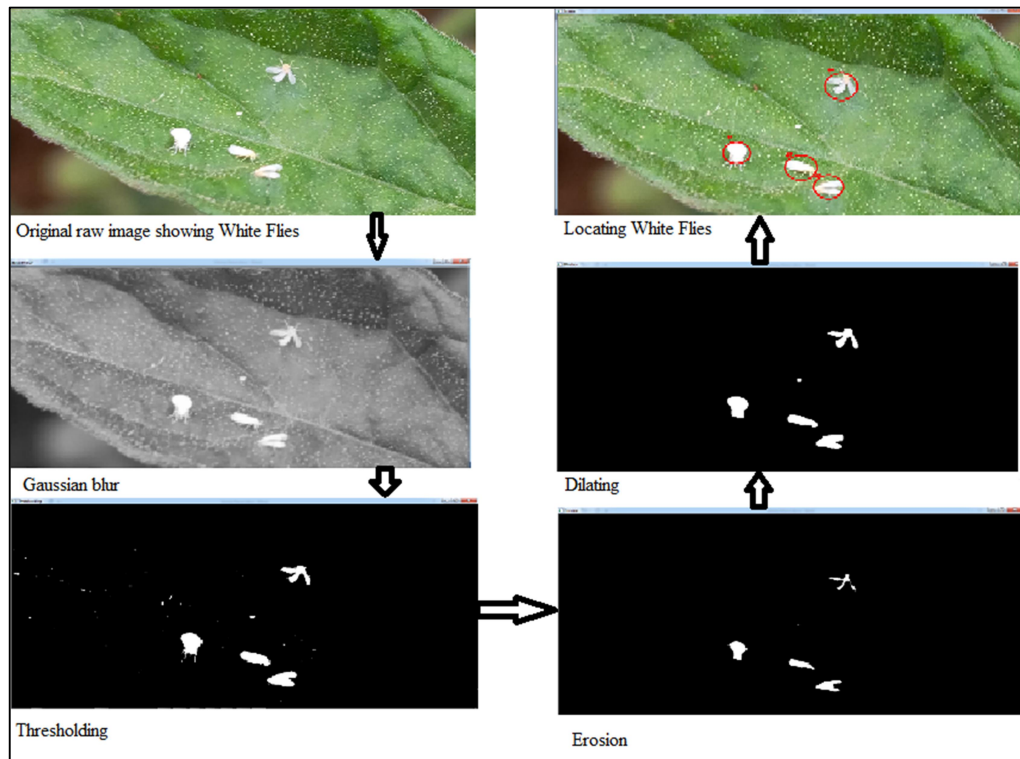 Original raw image showing White Flies
Gaussian blur
Thresholding
Erosion
Dilating
Locating White Flies